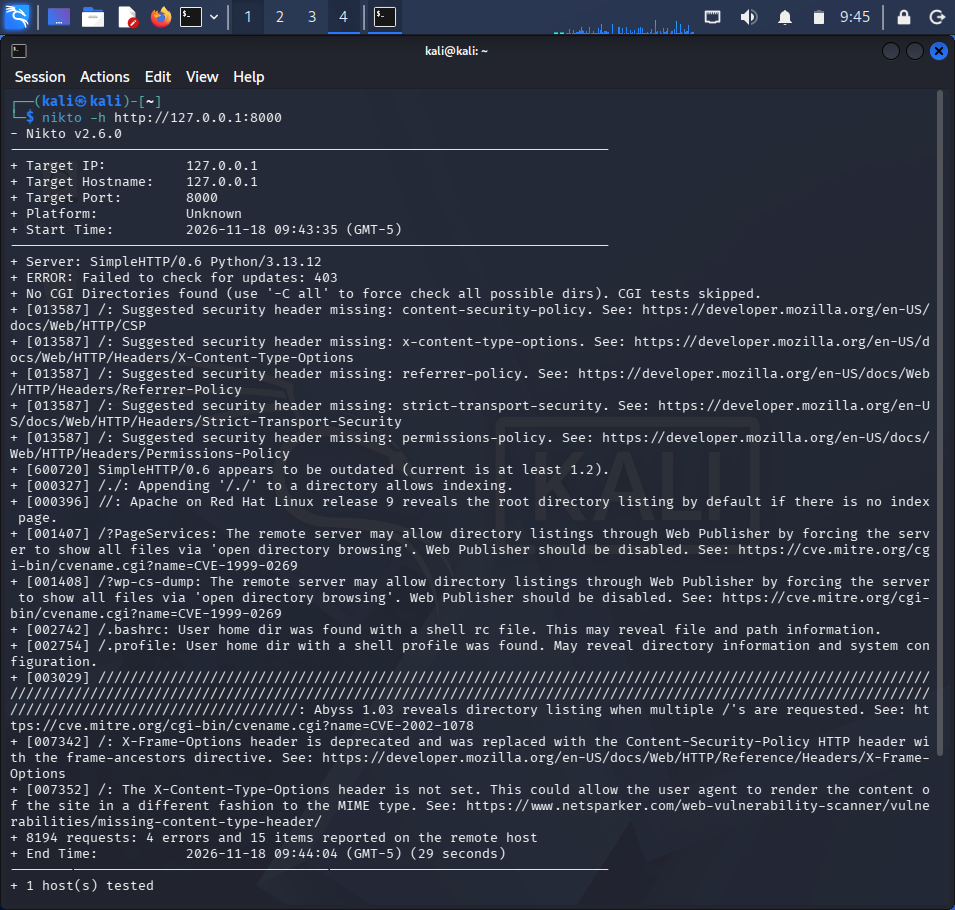 1 2 3 4 9:45
kali@kali: ~
Session Actions Edit View Help
┌──(kali㉿kali)-[~]
└─$ nikto -h http://127.0.0.1:8000
- Nikto v2.6.0
+ Target IP: 127.0.0.1
+ Target Hostname: 127.0.0.1
+ Target Port: 8000
+ Platform: Unknown
+ Start Time: 2026-11-18 09:43:35 (GMT-5)
+ Server: SimpleHTTP/0.6 Python/3.13.12
+ ERROR: Failed to check for updates: 403
+ No CGI Directories found (use '-C all' to force check all possible dirs). CGI tests skipped.
+ [013587] /: Suggested security header missing: content-security-policy. See: https://developer.mozilla.org/en-US/
docs/Web/HTTP/CSP
+ [013587] /: Suggested security header missing: x-content-type-options. See: https://developer.mozilla.org/en-US/d
ocs/Web/HTTP/Headers/X-Content-Type-Options
+ [013587] /: Suggested security header missing: referrer-policy. See: https://developer.mozilla.org/en-US/docs/Web
/HTTP/Headers/Referrer-Policy
+ [013587] /: Suggested security header missing: strict-transport-security. See: https://developer.mozilla.org/en-U
S/docs/Web/HTTP/Headers/Strict-Transport-Security
+ [013587] /: Suggested security header missing: permissions-policy. See: https://developer.mozilla.org/en-US/docs/
Web/HTTP/Headers/Permissions-Policy
+ [600720] SimpleHTTP/0.6 appears to be outdated (current is at least 1.2).
+ [000327] /./: Appending '/./' to a directory allows indexing.
+ [000396] //: Apache on Red Hat Linux release 9 reveals the root directory listing by default if there is no index
 page.
+ [001407] /?PageServices: The remote server may allow directory listings through Web Publisher by forcing the serv
er to show all files via 'open directory browsing'. Web Publisher should be disabled. See: https://cve.mitre.org/cg
i-bin/cvename.cgi?name=CVE-1999-0269
+ [001408] /?wp-cs-dump: The remote server may allow directory listings through Web Publisher by forcing the server
 to show all files via 'open directory browsing'. Web Publisher should be disabled. See: https://cve.mitre.org/cgi-
bin/cvename.cgi?name=CVE-1999-0269
+ [002742] /.bashrc: User home dir was found with a shell rc file. This may reveal file and path information.
+ [002754] /.profile: User home dir with a shell profile was found. May reveal directory information and system con
figuration.
+ [003029] ////////////////////////////////////////////////////////////////////////////////////////////////////////
///////////////////////////////////////////////////////////////////////////////////////////////////////////////////
////////////////////////////////////: Abyss 1.03 reveals directory listing when multiple /'s are requested. See: ht
tps://cve.mitre.org/cgi-bin/cvename.cgi?name=CVE-2002-1078
+ [007342] /: X-Frame-Options header is deprecated and was replaced with the Content-Security-Policy HTTP header wi
th the frame-ancestors directive. See: https://developer.mozilla.org/en-US/docs/Web/HTTP/Reference/Headers/X-Frame-
Options
+ [007352] /: The X-Content-Type-Options header is not set. This could allow the user agent to render the content o
f the site in a different fashion to the MIME type. See: https://www.netsparker.com/web-vulnerability-scanner/vulne
rabilities/missing-content-type-header/
+ 8194 requests: 4 errors and 15 items reported on the remote host
+ End Time: 2026-11-18 09:44:04 (GMT-5) (29 seconds)
+ 1 host(s) tested
KALI